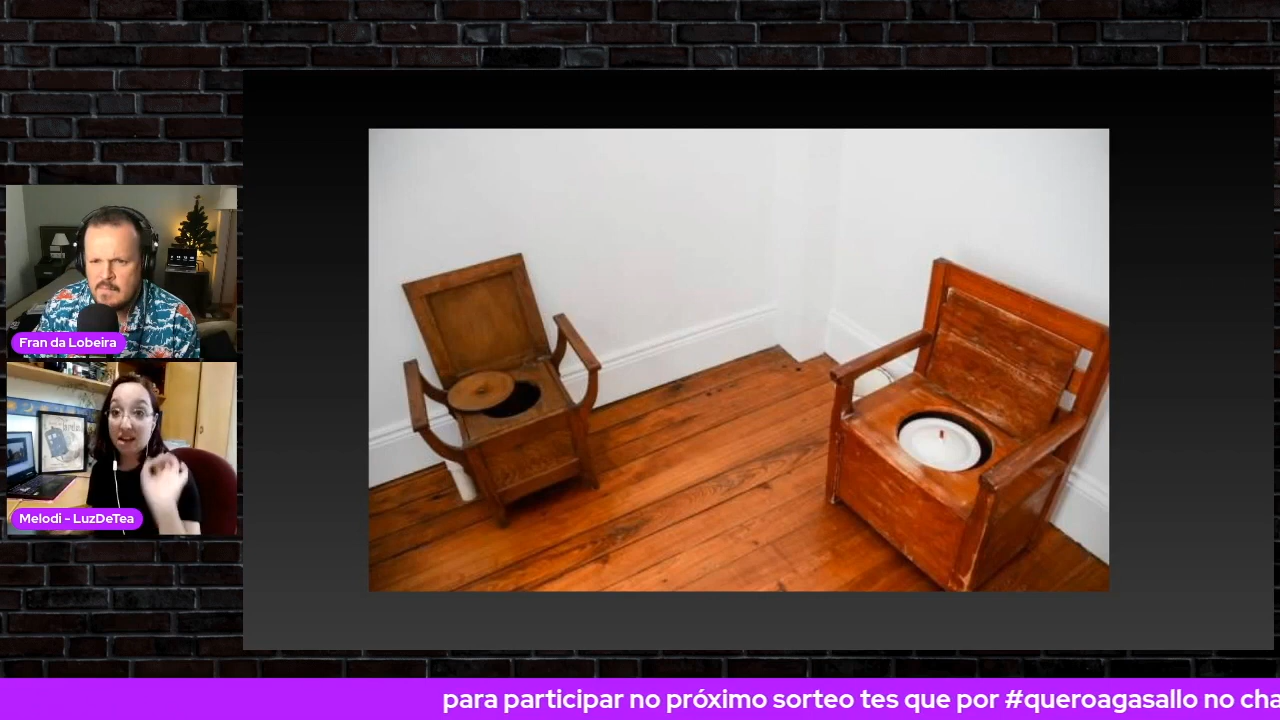 Fran da Lobeira
Melodi - LuzDeTea
para participar no próximo sorteo tes que por #queroagasallo no cha